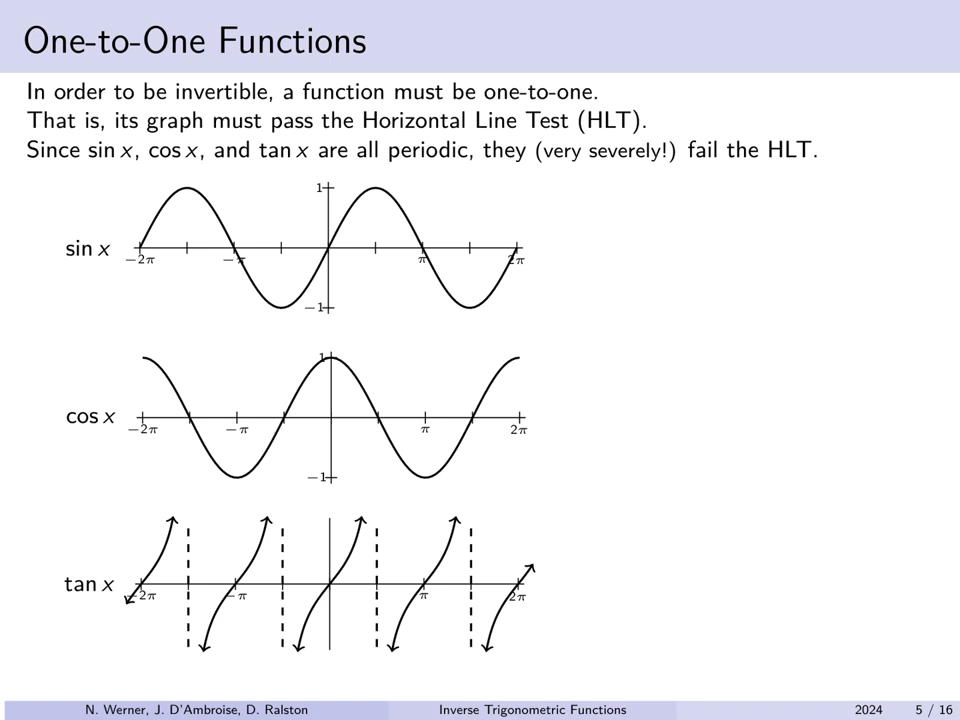 One-to-One Functions
In order to be invertible, a function must be one-to-one.
That is, its graph must pass the Horizontal Line Test (HLT).
Since sin x, cos x, and tan x are all periodic, they (very severely!) fail the HLT.
1
sin x
−2π −π π 2π
−1
1
cos x
−2π −π π 2π
−1
tan x
−2π −π π 2π
N. Werner, J. D'Ambroise, D. Ralston Inverse Trigonometric Functions 2024 5 / 16